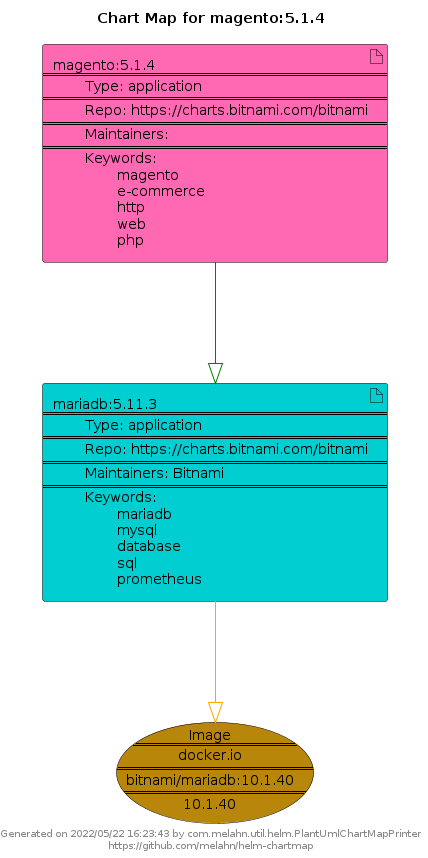 Chart Map for magento:5.1.4
magento:5.1.4
Type: application
Repo: https://charts.bitnami.com/bitnami
Maintainers:
Keywords:
magento
e-commerce
http
web
php
mariadb:5.11.3
Type: application
Repo: https://charts.bitnami.com/bitnami
Maintainers: Bitnami
Keywords:
mariadb
mysql
database
sql
prometheus
Image
docker.io
bitnami/mariadb:10.1.40
10.1.40
Generated on 2022/05/22 16:23:43 by com.melahn.util.helm.PlantUmlChartMapPrinter
https://github.com/melahn/helm-chartmap